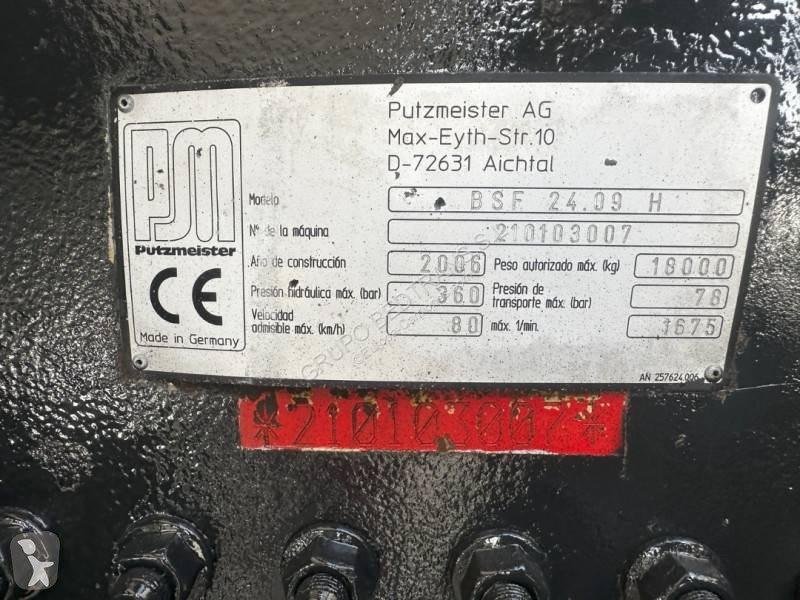 Putzmeister AG
Max-Eyth-Str.10
D-72631 Aichtal
PM
Putzmeister
CE
Made in Germany
Modelo BSF 24.09 H
N° de la máquina 210103007
Año de construcción 2006 Peso autorizado máx. (kg) 18000
Presión hidráulica máx. (bar) 360 Presión de transporte máx. (bar) 78
Velocidad admisible máx. (km/h) 80 máx. 1/min. 1675
AN 257624.006
*210103007*
GRUPO